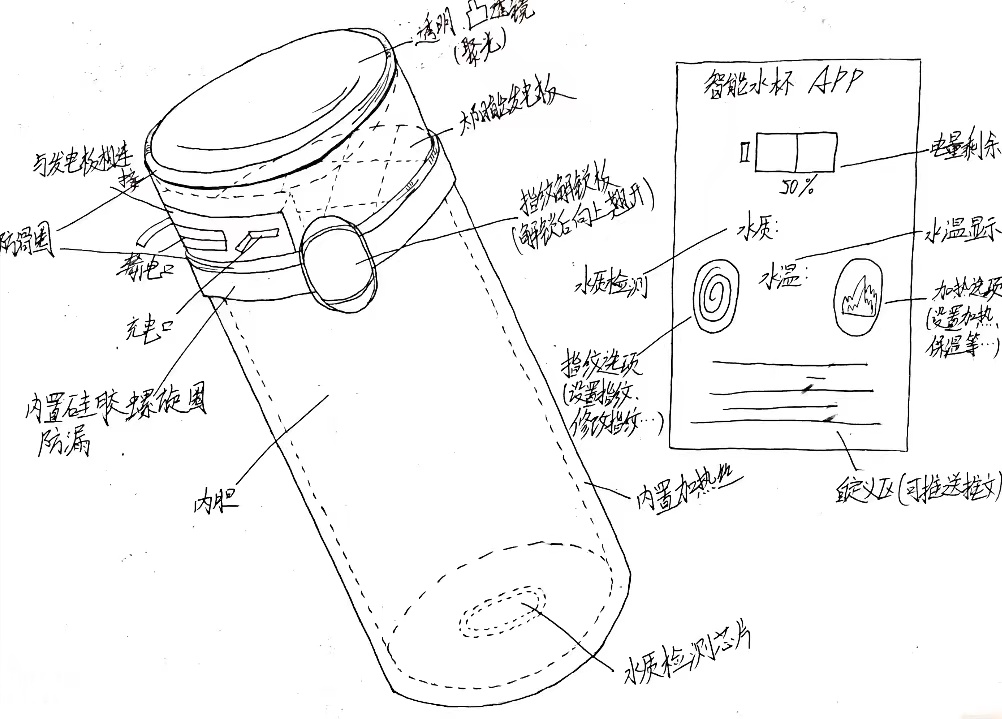 透明凸透镜
(聚光)
太阳能发电板
与发电板相连
接
防滑圈
蓄电口
充电口
指纹解锁板
(解锁后向上翘开)
内置硅胶螺旋圈
防漏
内胆
内置加热丝
水质检测芯片
智能水杯 APP
50%
电量剩余
水质:
水质检测
水温:
水温显示
指纹选项
(设置指纹、
修改指纹…)
加热选项
(设置加热,
保温等…)
自定义区(可推送推文)